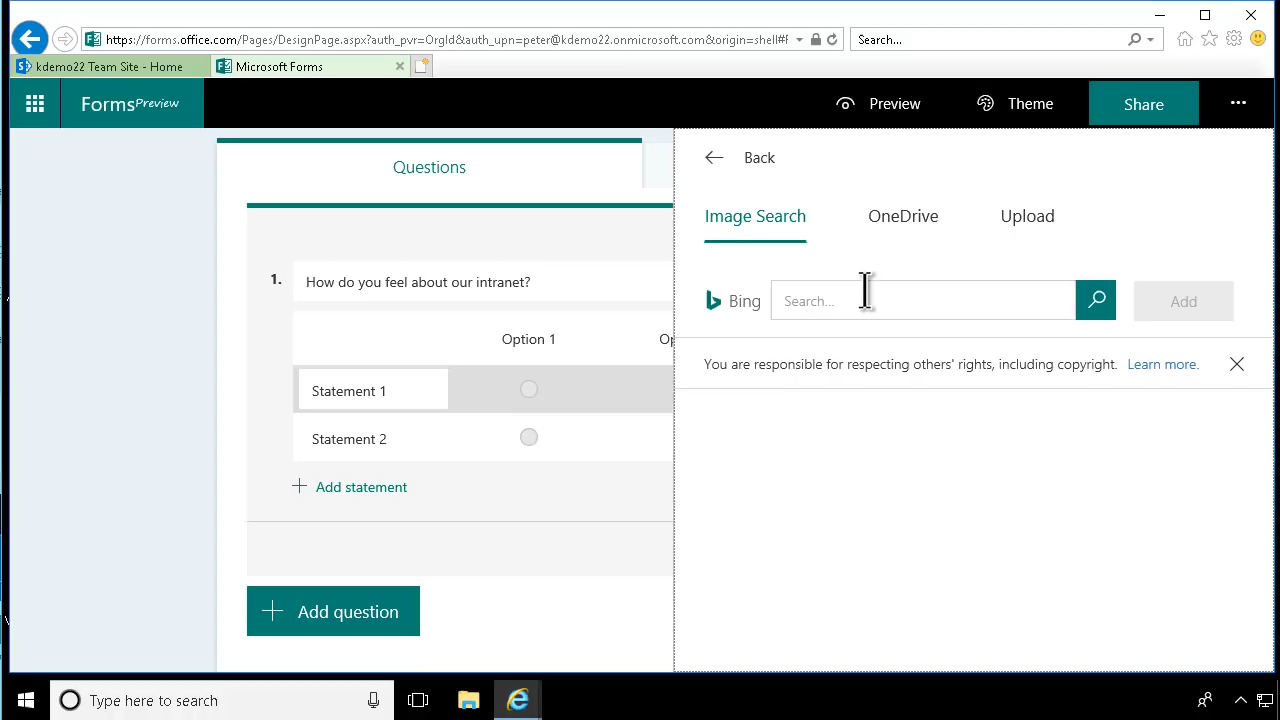 https://forms.office.com/Pages/DesignPage.aspx?auth_pvr=OrgId&auth_upn=peter@kdemo22.onmicrosoft.com&origin=shell#F
Search...
kdemo22 Team Site - Home
Microsoft Forms
Forms Preview
Preview
Theme
Share
Questions
Back
Image Search
OneDrive
Upload
1. How do you feel about our intranet?
Bing
Search...
Add
Option 1
You are responsible for respecting others' rights, including copyright. Learn more.
Statement 1
Statement 2
Add statement
Add question
Type here to search